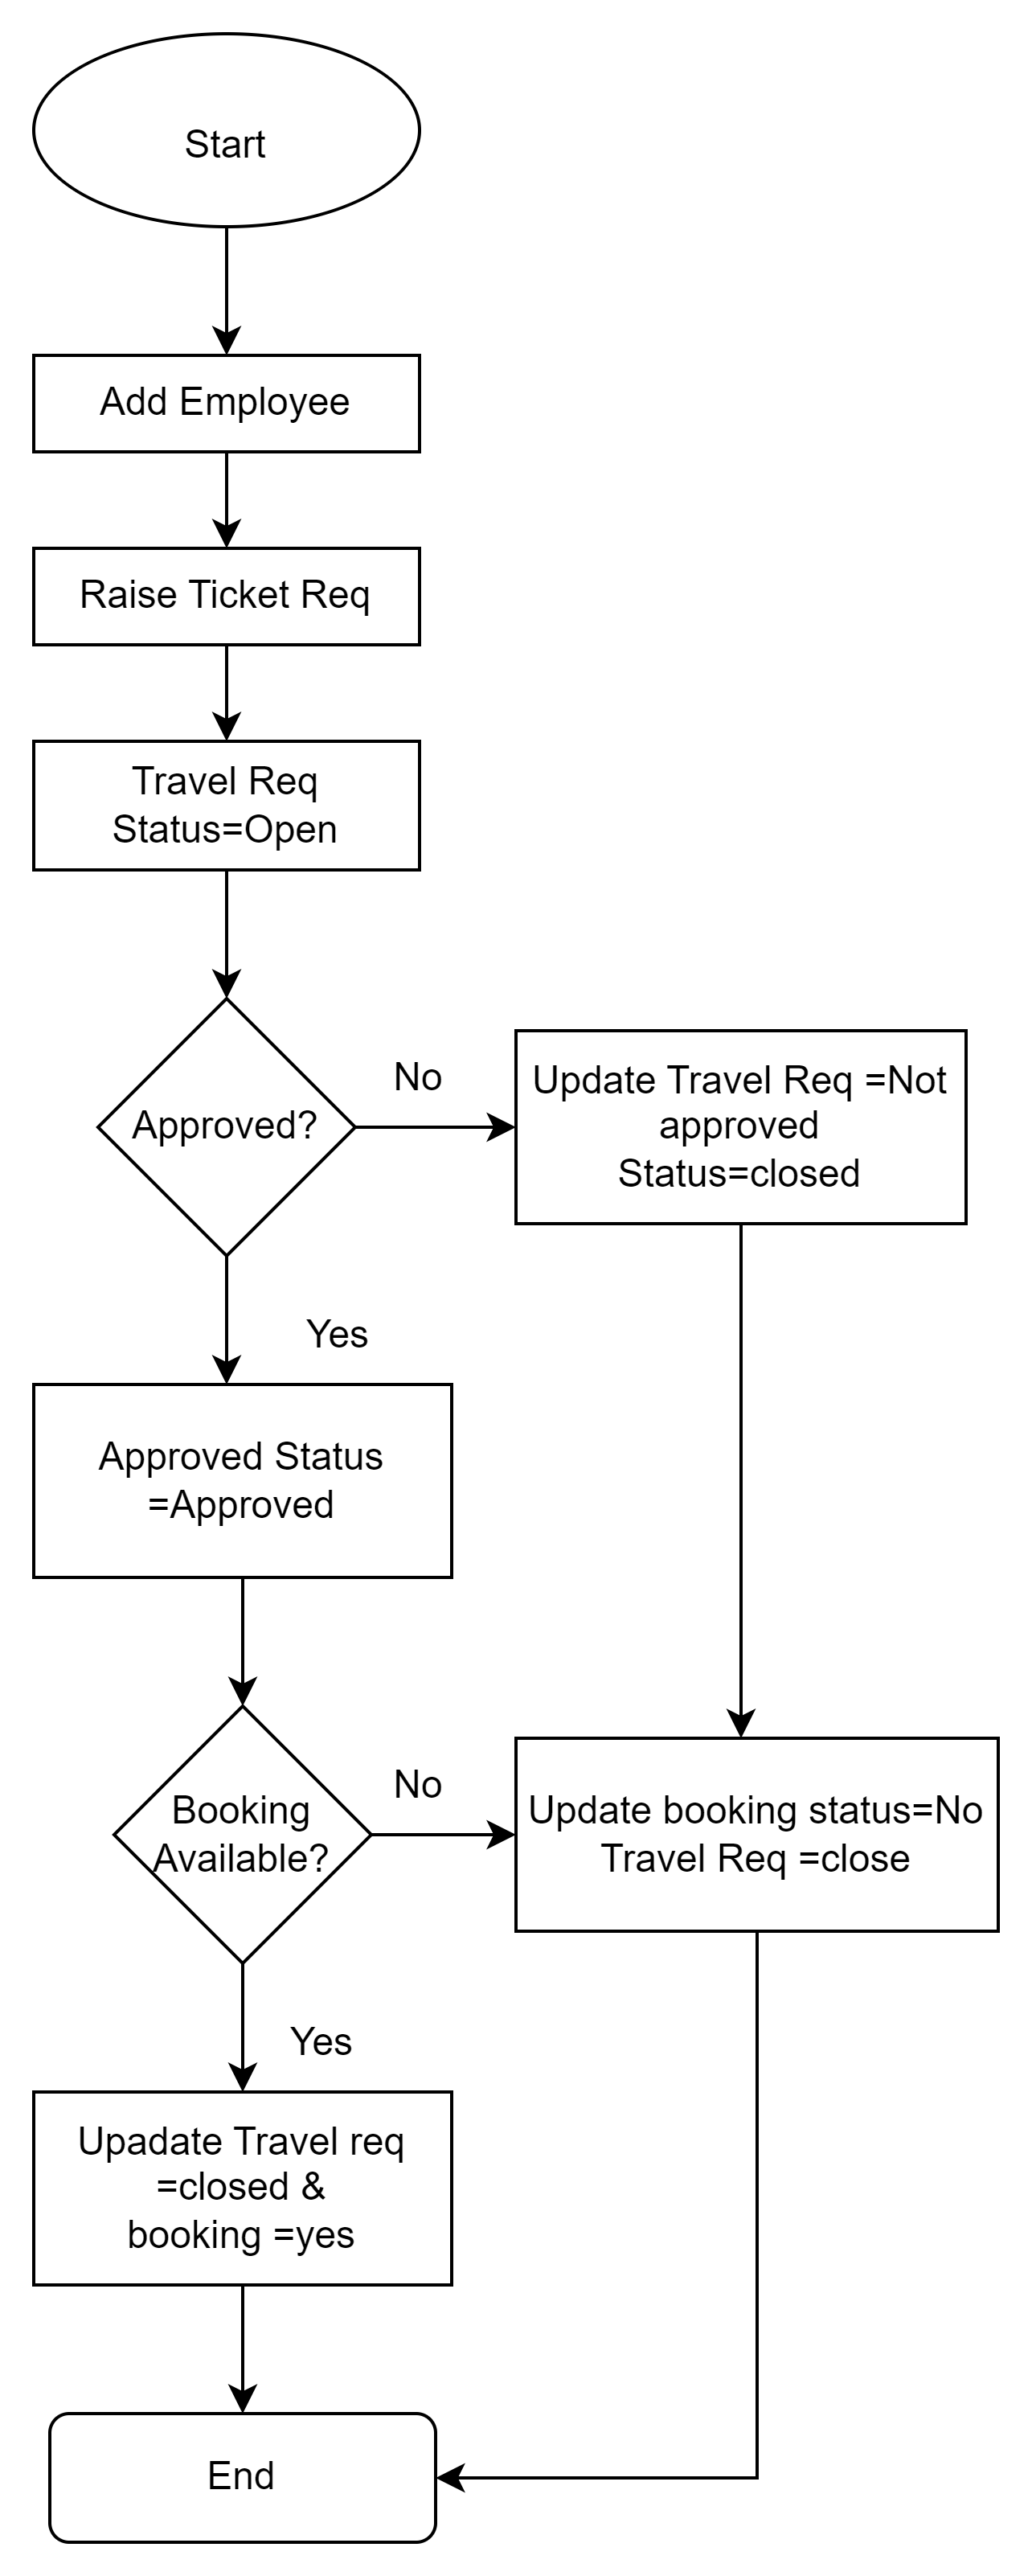 Start
Add Employee
Raise Ticket Req
Travel Req
Status=Open
Approved?
No
Update Travel Req =Not
approved
Status=closed
Yes
Approved Status
=Approved
Booking
Available?
No
Update booking status=No
Travel Req =close
Yes
Upadate Travel req
=closed &
booking =yes
End